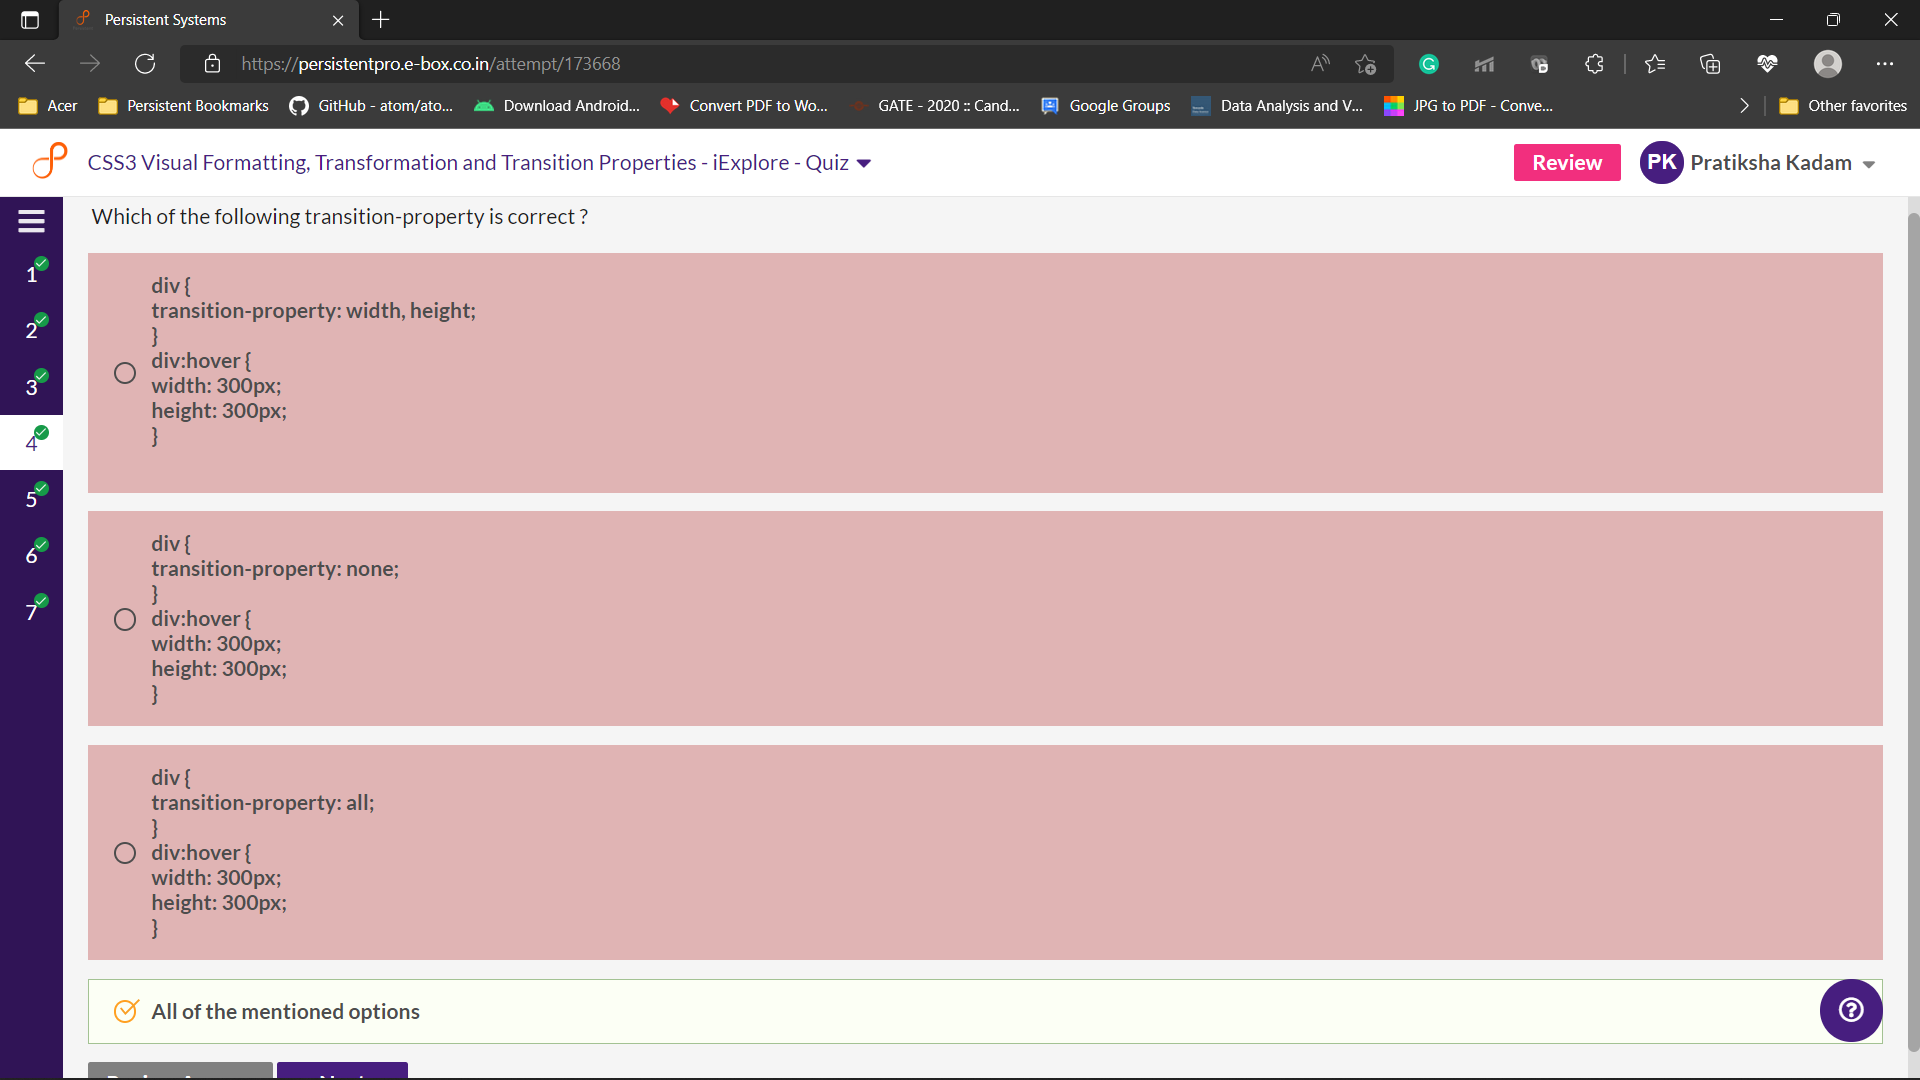 Persistent Systems
https://persistentpro.e-box.co.in/attempt/173668
Acer
Persistent Bookmarks
GitHub - atom/ato...
Download Android...
Convert PDF to Wo...
GATE - 2020 :: Cand...
Google Groups
Data Analysis and V...
JPG to PDF - Conve...
Other favorites
CSS3 Visual Formatting, Transformation and Transition Properties - iExplore - Quiz
Review
PK
Pratiksha Kadam
1
2
3
4
5
6
7
Which of the following transition-property is correct ?
div {
transition-property: width, height;
}
div:hover {
width: 300px;
height: 300px;
}
div {
transition-property: none;
}
div:hover {
width: 300px;
height: 300px;
}
div {
transition-property: all;
}
div:hover {
width: 300px;
height: 300px;
}
All of the mentioned options